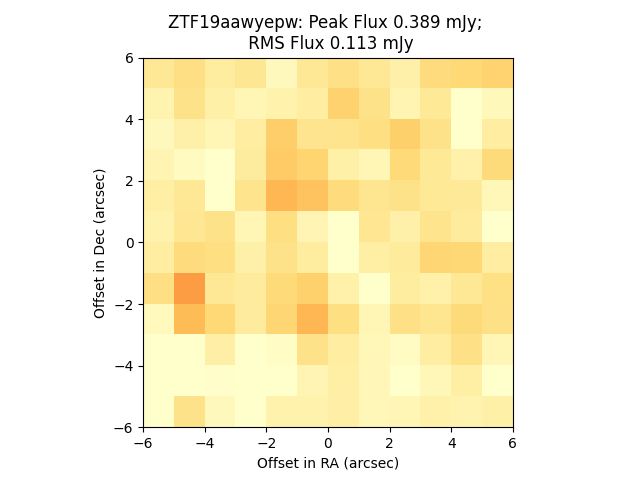 ZTF19aawyepw: Peak Flux 0.389 mJy;
RMS Flux 0.113 mJy
6
4
2
0
−2
−4
−6
Offset in Dec (arcsec)
−6 −4 −2 0 2 4 6
Offset in RA (arcsec)